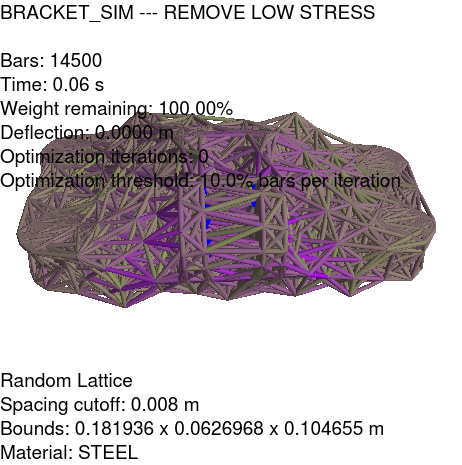 BRACKET_SIM --- REMOVE LOW STRESS
Bars: 14500
Time: 0.06 s
Weight remaining: 100.00%
Deflection: 0.0000 m
Optimization iterations: 0
Optimization threshold: 10.0% bars per iteration
Random Lattice
Spacing cutoff: 0.008 m
Bounds: 0.181936 x 0.0626968 x 0.104655 m
Material: STEEL